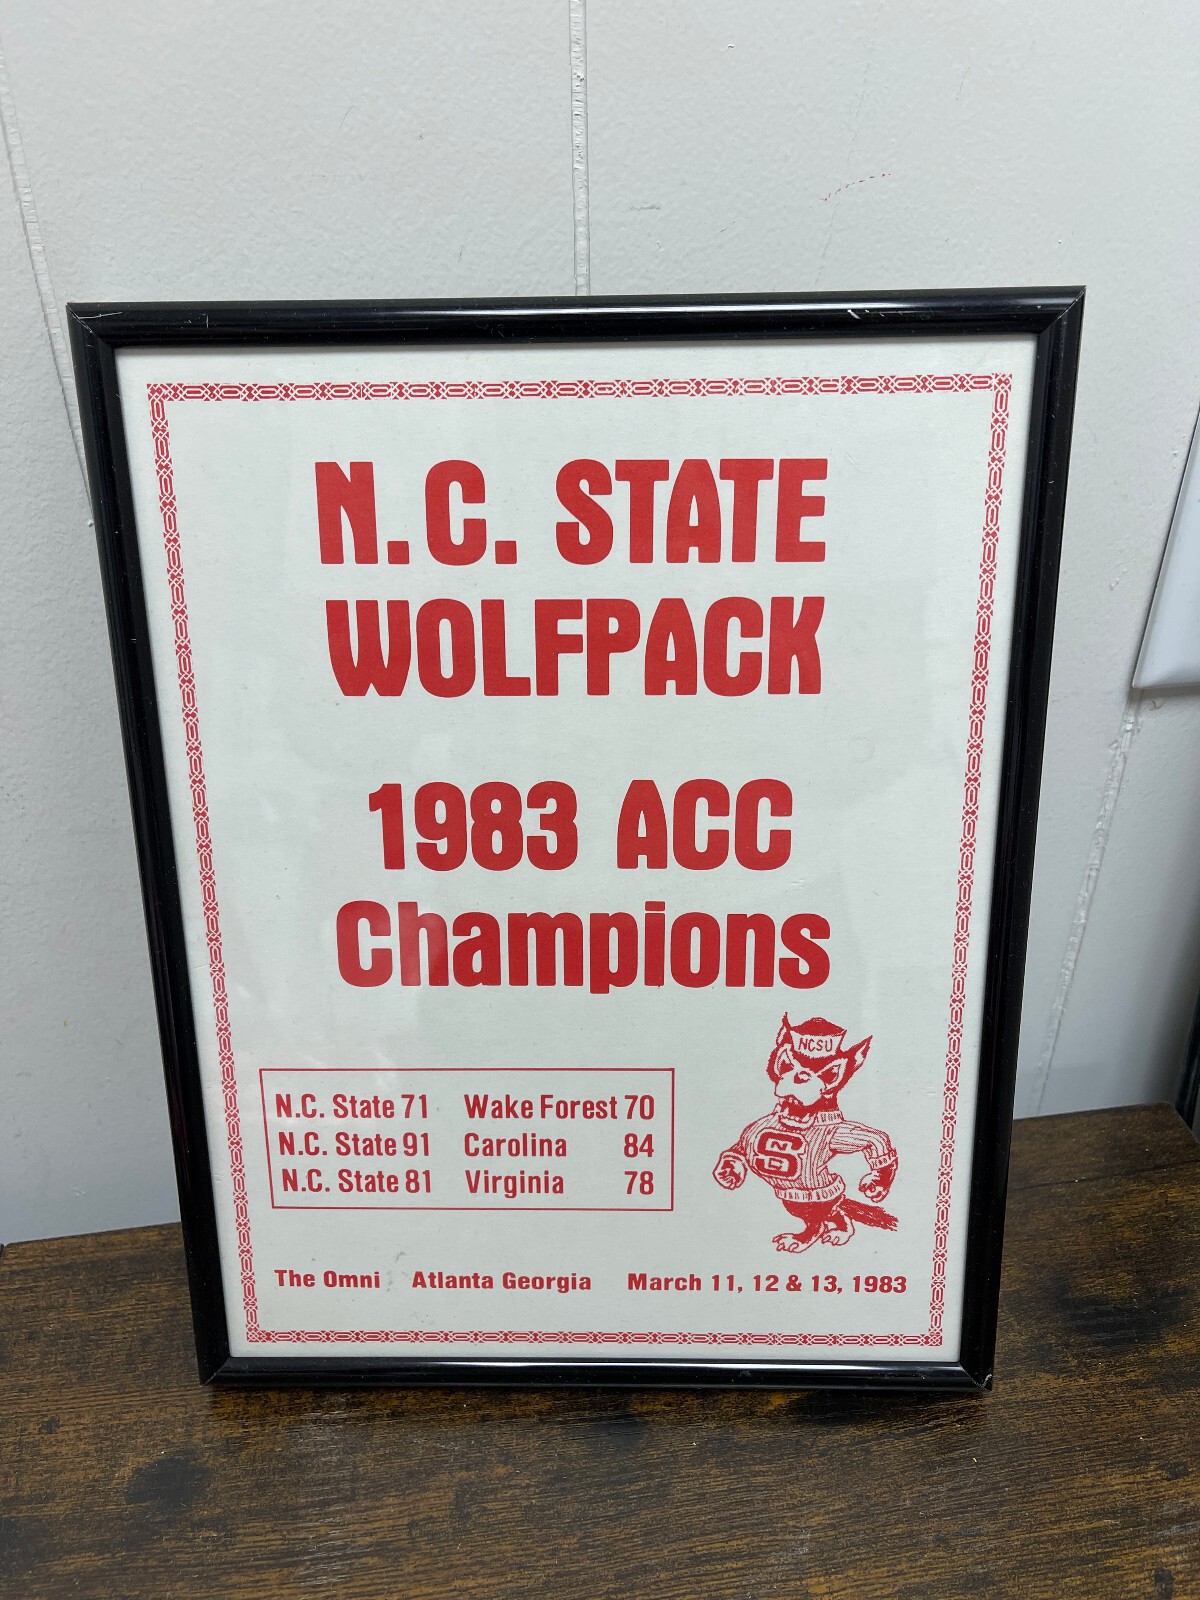 N.C. STATE
WOLFPACK
1983 ACC
Champions
NCSU
N.C. State 71 Wake Forest 70
N.C. State 91 Carolina 84
N.C. State 81 Virginia 78
NSC
The Omni Atlanta Georgia March 11, 12 & 13, 1983